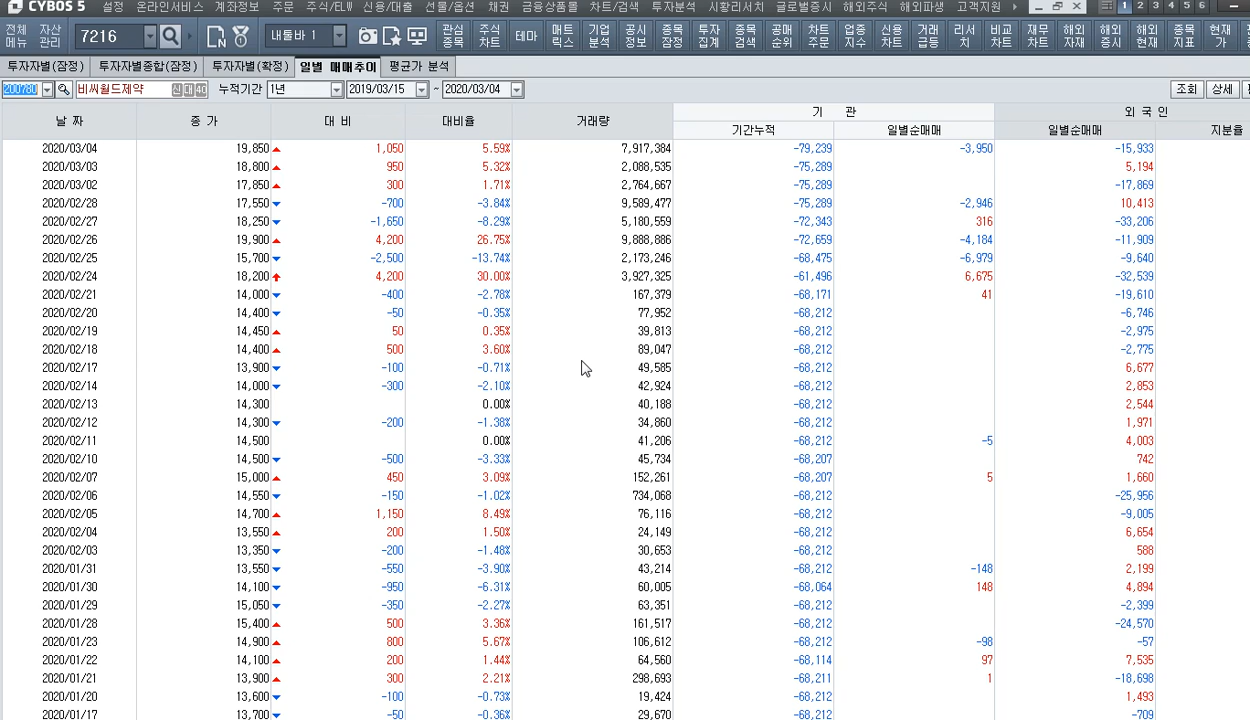 CYBOS 5 설정 온라인서비스 계좌정보 주문 주식/ELW 신용/대출 선물/옵션 채권 금융상품몰 차트/검색 투자분석 시황리서치 글로벌증시 해외주식 해외파생 고객지원 1 2 3 4 5 6
전체메뉴 자산관리 7216 내툴바 1 관심종목 주식차트 테마 매트릭스 기업분석 공시정보 종목잠정 투자집계 종목검색 공매순위 차트주문 업종지수 신용차트 거래급등 리서치 비교차트 재무차트 해외자재 해외증시 해외현재 종목지표 현재가
투자자별(잠정) 투자자별종합(잠정) 투자자별(확정) 일별 매매추이 평균가 분석
200780 비씨월드제약 신 대 40 누적기간 1년 2019/03/15 ~ 2020/03/04 조회 상세
날 짜 종 가 대 비 대비율 거래량 기 관 외 국 인
기간누적 일별순매매 일별순매매 지분율
2020/03/04 19,850 1,050 5.59% 7,917,384 -79,239 -3,950 -15,933
2020/03/03 18,800 950 5.32% 2,088,535 -75,289 5,194
2020/03/02 17,850 300 1.71% 2,764,667 -75,289 -17,869
2020/02/28 17,550 -700 -3.84% 9,589,477 -75,289 -2,946 10,413
2020/02/27 18,250 -1,650 -8.29% 5,180,559 -72,343 316 -33,206
2020/02/26 19,900 4,200 26.75% 9,888,886 -72,659 -4,184 -11,909
2020/02/25 15,700 -2,500 -13.74% 2,173,245 -68,475 -6,979 -9,640
2020/02/24 18,200 4,200 30.00% 3,927,325 -61,496 6,675 -32,539
2020/02/21 14,000 -400 -2.78% 167,379 -68,171 41 -19,610
2020/02/20 14,400 -50 -0.35% 77,952 -68,212 -6,746
2020/02/19 14,450 50 0.35% 39,813 -68,212 -2,975
2020/02/18 14,400 500 3.60% 89,047 -68,212 -2,775
2020/02/17 13,900 -100 -0.71% 49,585 -68,212 6,677
2020/02/14 14,000 -300 -2.10% 42,924 -68,212 2,853
2020/02/13 14,300 0.00% 40,188 -68,212 2,544
2020/02/12 14,300 -200 -1.38% 34,860 -68,212 1,971
2020/02/11 14,500 0.00% 41,206 -68,212 -5 4,003
2020/02/10 14,500 -500 -3.33% 45,734 -68,207 742
2020/02/07 15,000 450 3.09% 152,261 -68,207 5 1,660
2020/02/06 14,550 -150 -1.02% 734,068 -68,212 -25,956
2020/02/05 14,700 1,150 8.49% 76,116 -68,212 -9,005
2020/02/04 13,550 200 1.50% 24,149 -68,212 6,654
2020/02/03 13,350 -200 -1.48% 30,653 -68,212 588
2020/01/31 13,550 -550 -3.90% 43,214 -68,212 -148 2,199
2020/01/30 14,100 -950 -6.31% 60,005 -68,064 148 4,894
2020/01/29 15,050 -350 -2.27% 63,351 -68,212 -2,399
2020/01/28 15,400 500 3.36% 161,517 -68,212 -24,570
2020/01/23 14,900 800 5.67% 106,612 -68,212 -98 -57
2020/01/22 14,100 200 1.44% 64,560 -68,114 97 7,535
2020/01/21 13,900 300 2.21% 298,693 -68,211 1 -18,698
2020/01/20 13,600 -100 -0.73% 19,424 -68,212 1,493
2020/01/17 13,700 -50 -0.36% 29,670 -68,212 -709